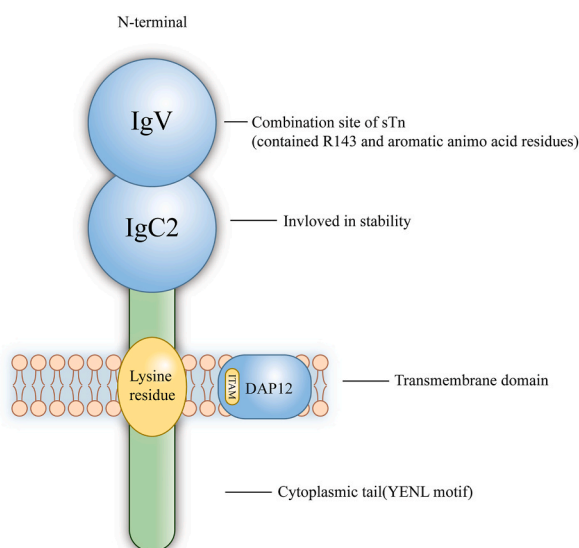 N-terminal
IgV
Combination site of sTn
(contained R143 and aromatic animo acid residues)
IgC2
Invloved in stability
Lysine
residue
ITAM
DAP12
Transmembrane domain
Cytoplasmic tail(YENL motif)